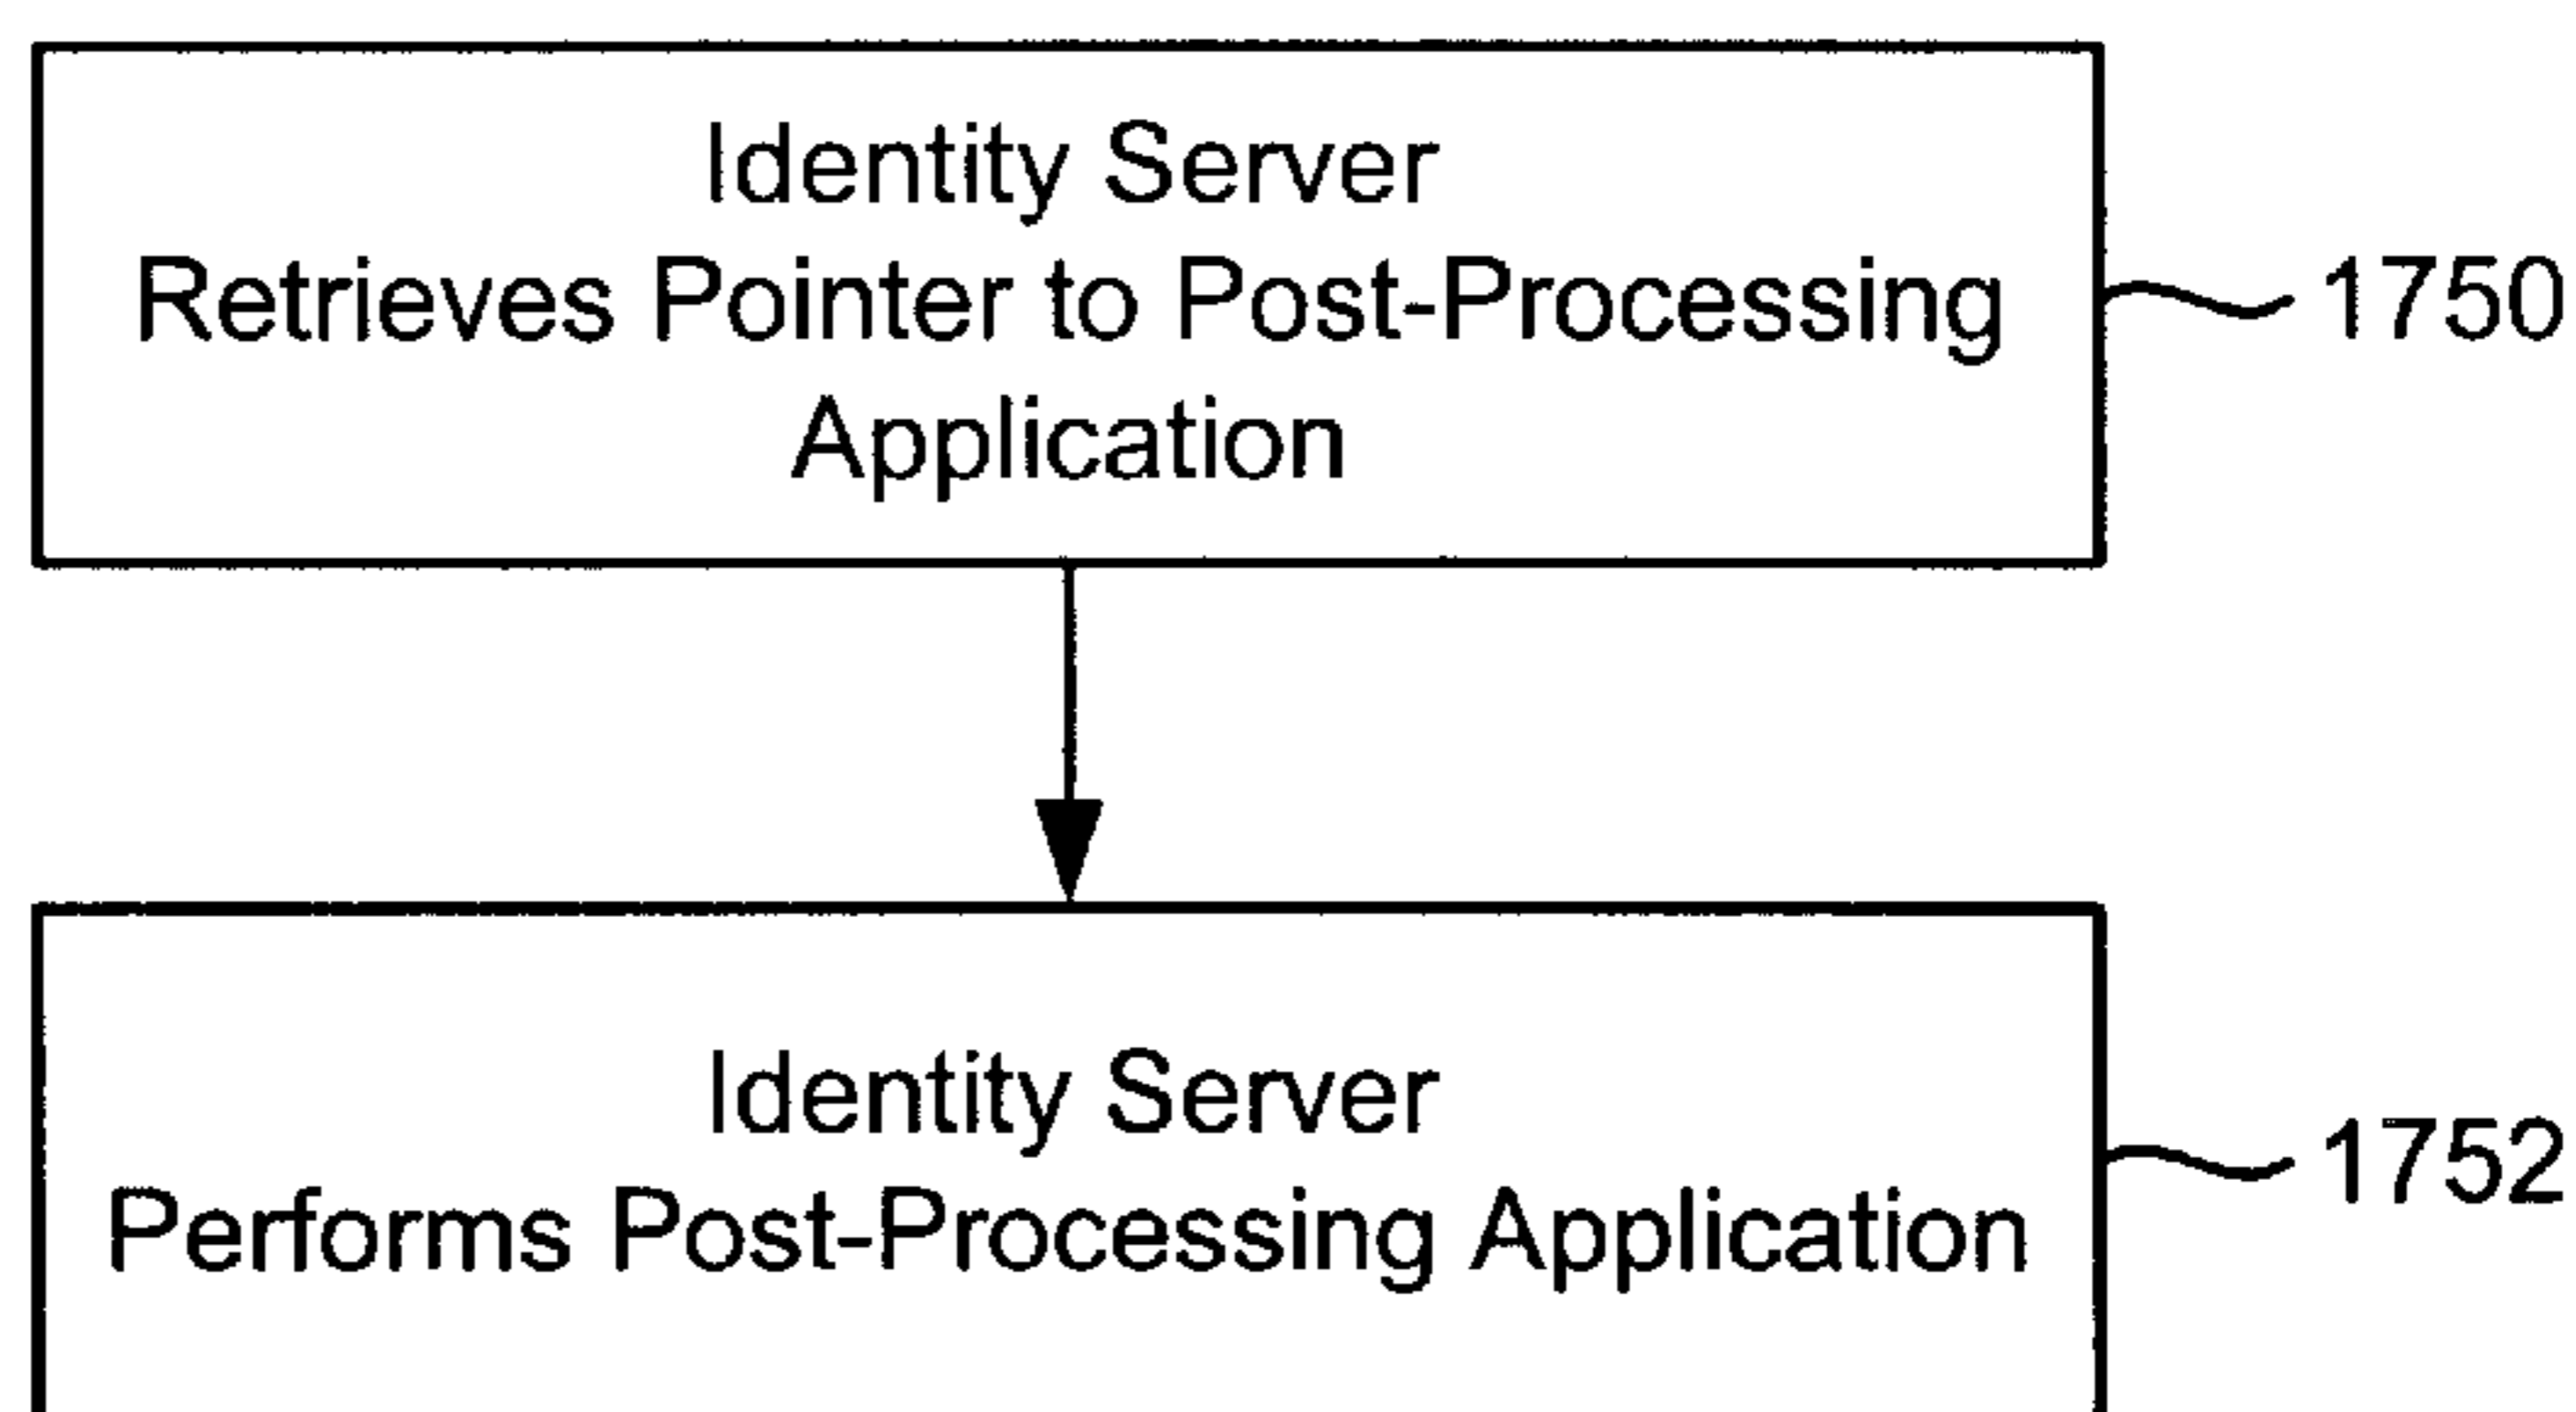 Identity Server
Retrieves Pointer to Post-Processing
Application
1750
Identity Server
Performs Post-Processing Application
1752